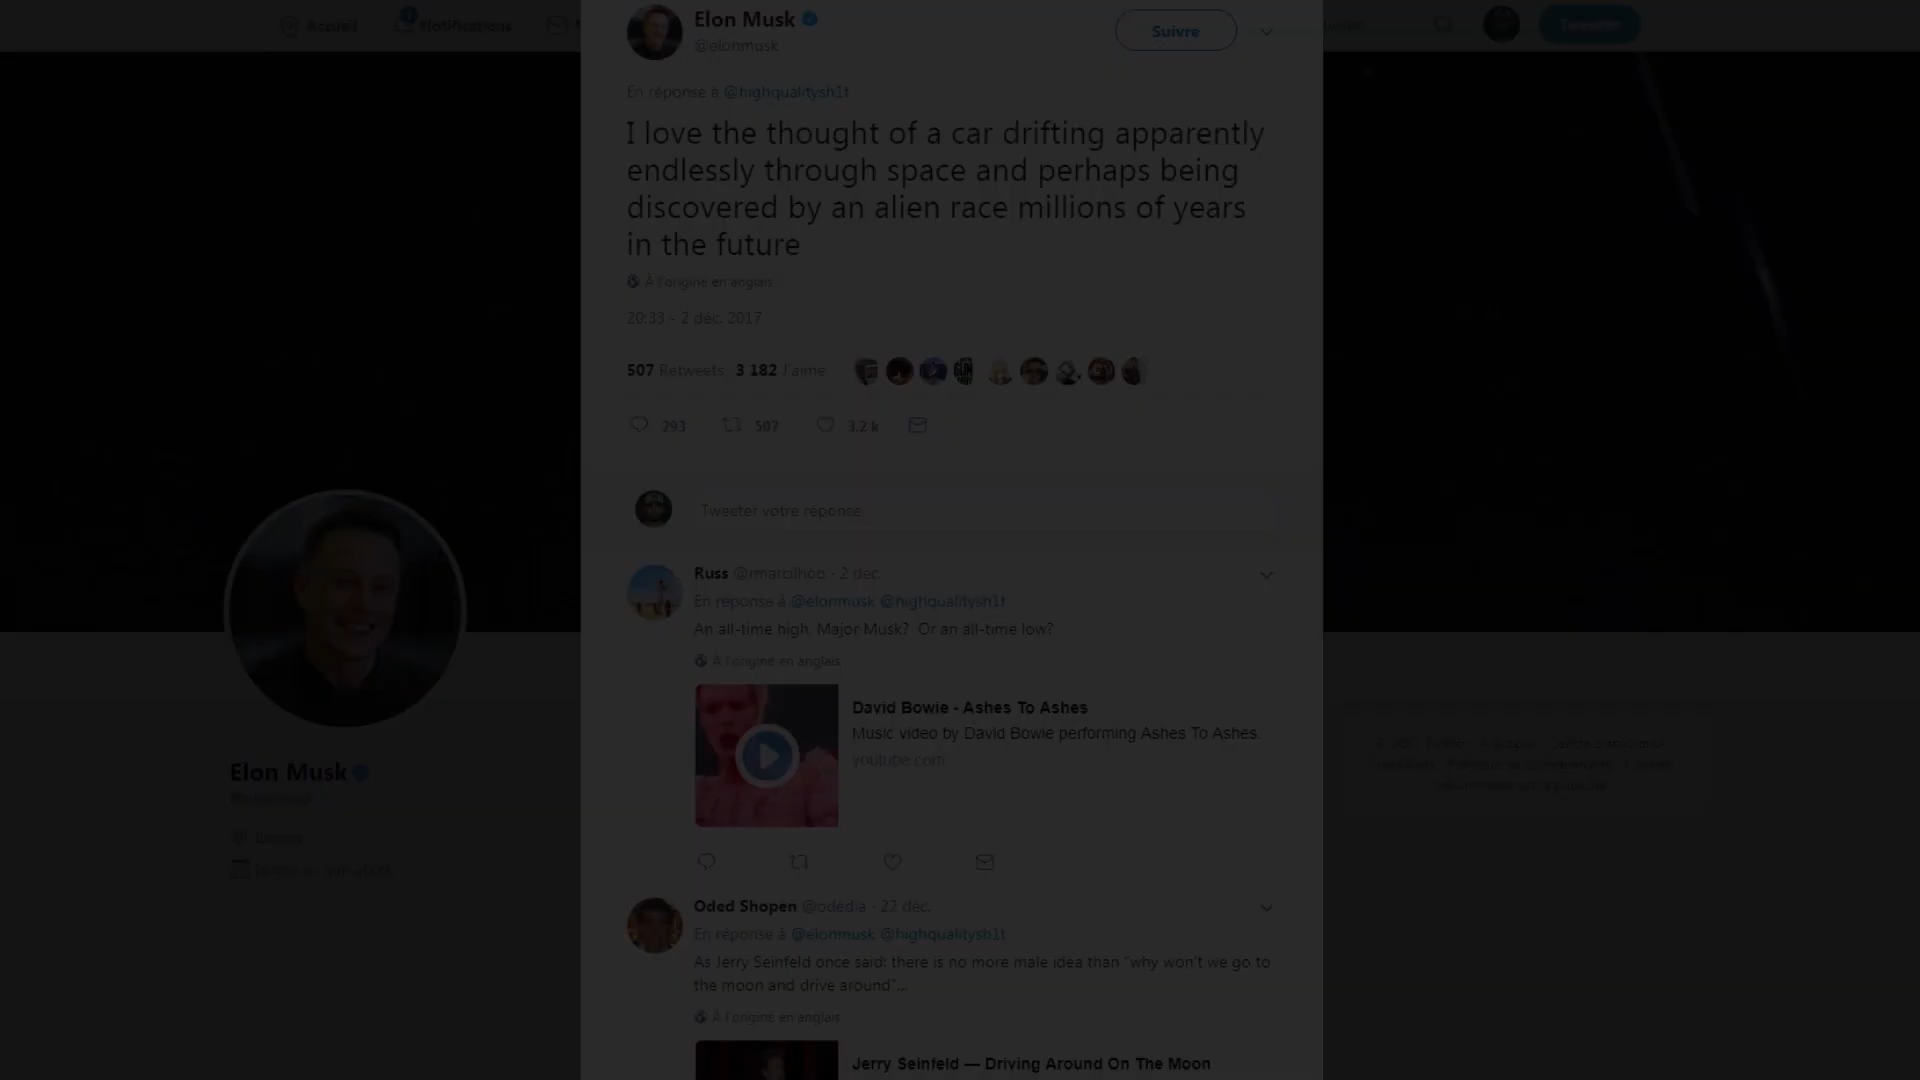 Accueil
Notifications
Elon Musk
@elonmusk
Suivre
Tweeter
En réponse à @highqualitysh1t
I love the thought of a car drifting apparently
endlessly through space and perhaps being
discovered by an alien race millions of years
in the future
À l'origine en anglais
20:33 - 2 déc. 2017
507 Retweets 3 182 J'aime
293 507 3.2 k
Tweeter votre réponse
Russ @rmarcilhoo · 2 déc.
En réponse à @elonmusk @highqualitysh1t
An all-time high, Major Musk? Or an all-time low?
À l'origine en anglais
David Bowie - Ashes To Ashes
Music video by David Bowie performing Ashes To Ashes.
youtube.com
Oded Shopen @odedia · 22 déc.
En réponse à @elonmusk @highqualitysh1t
As Jerry Seinfeld once said: there is no more male idea than "why won't we go to
the moon and drive around"...
À l'origine en anglais
Jerry Seinfeld — Driving Around On The Moon
Elon Musk